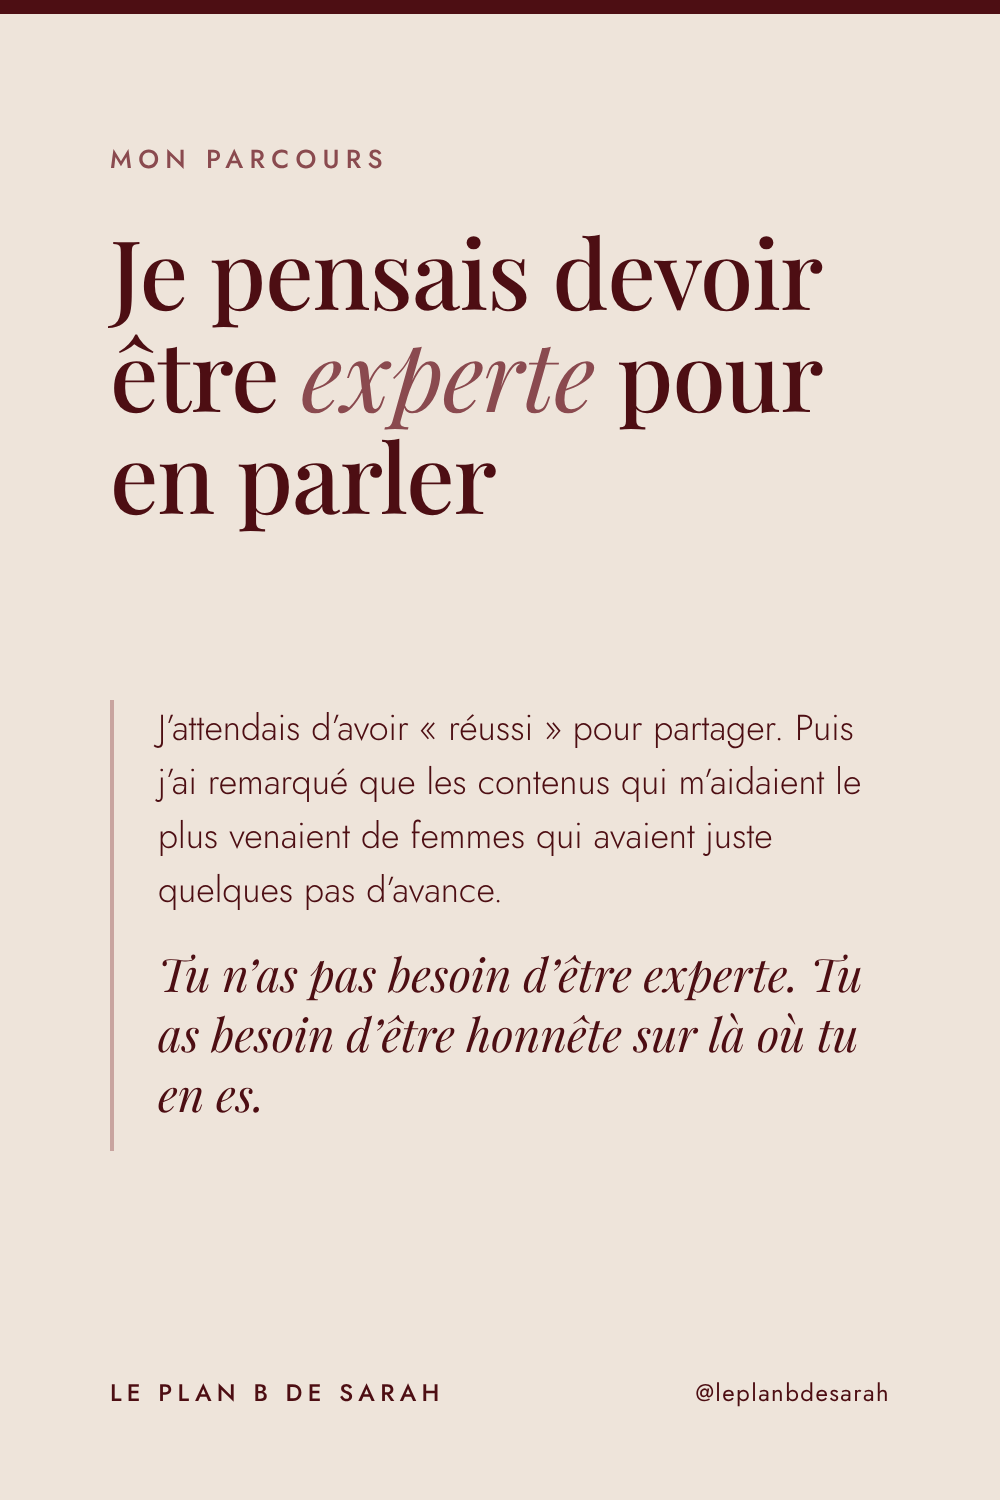 MON PARCOURS
Je pensais devoir
être experte pour
en parler
J’attendais d’avoir « réussi » pour partager. Puis
j’ai remarqué que les contenus qui m’aidaient le
plus venaient de femmes qui avaient juste
quelques pas d’avance.
Tu n’as pas besoin d’être experte. Tu
as besoin d’être honnête sur là où tu
en es.
LE PLAN B DE SARAH
@leplanbdesarah